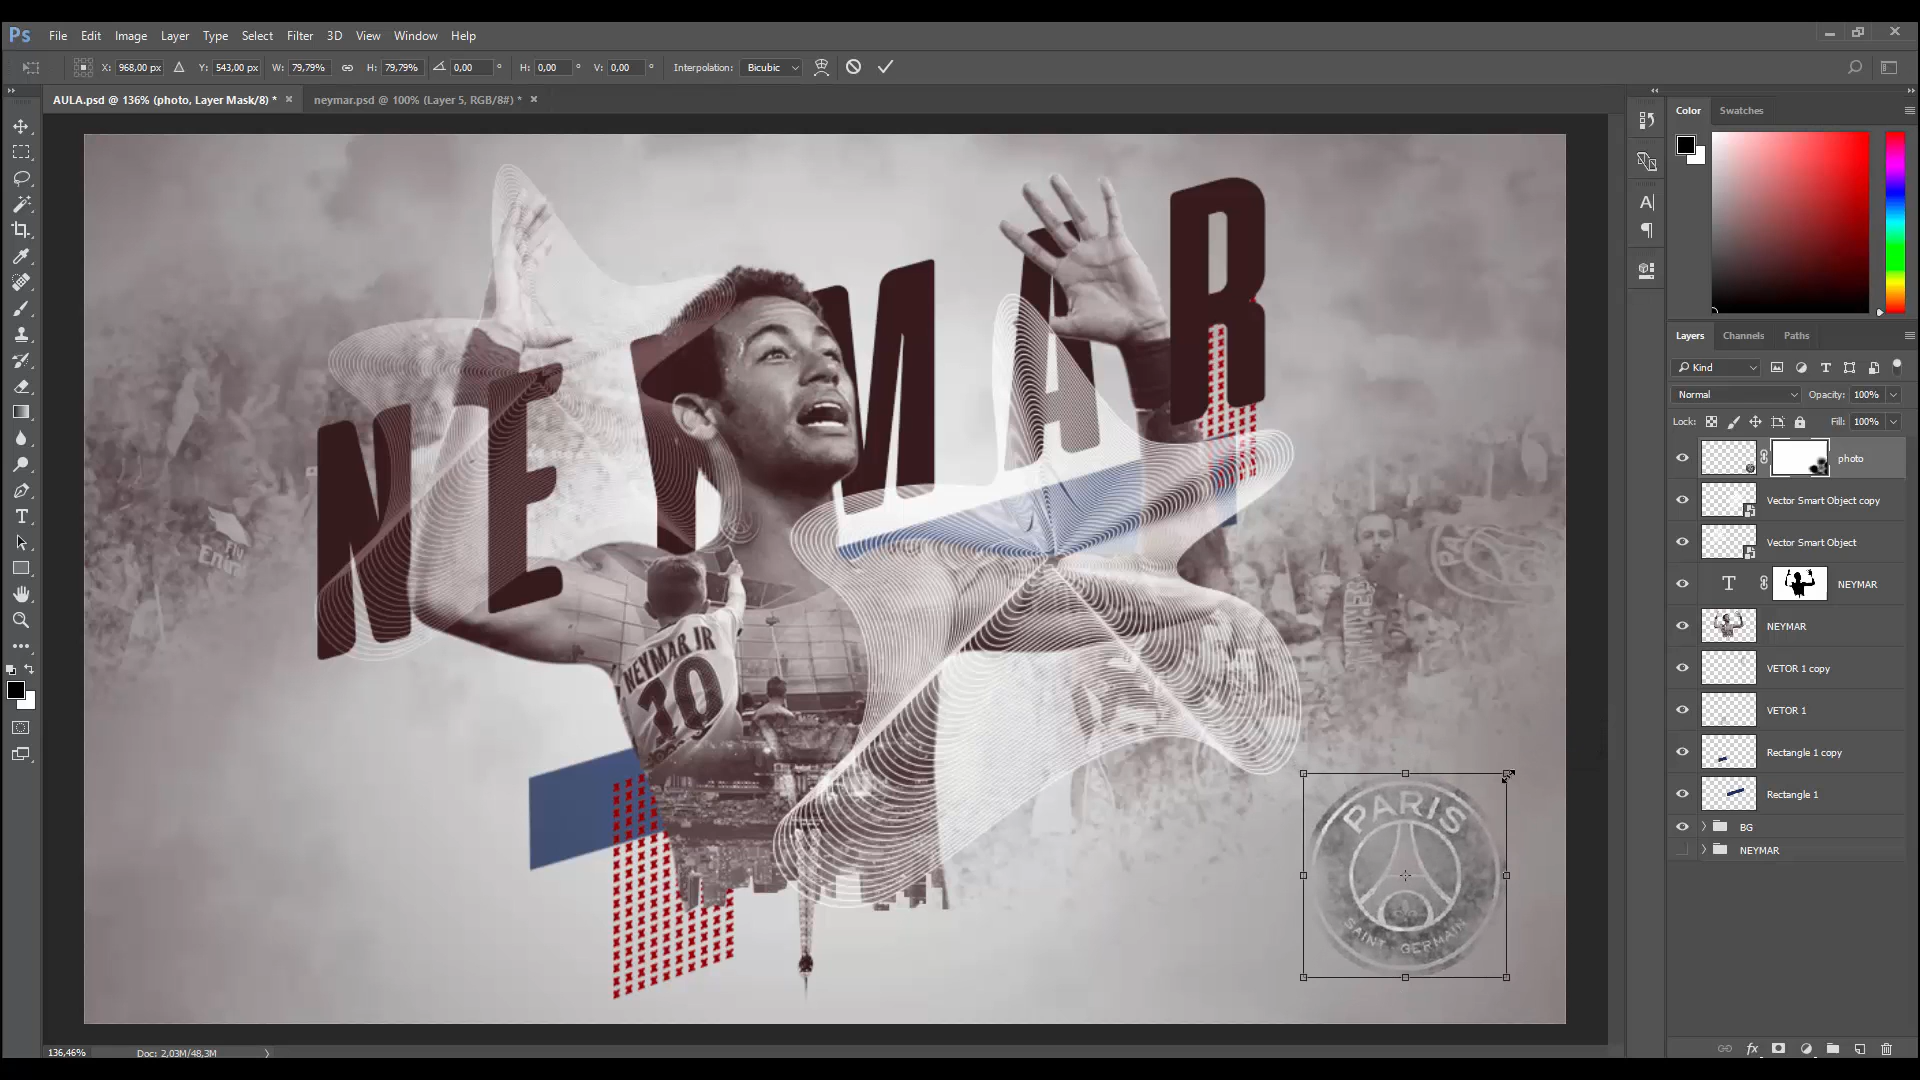 Ps File Edit Image Layer Type Select Filter 3D View Window Help
X: 968,00 px Y: 543,00 px W: 79,79% H: 79,79% 0,00 ° H: 0,00 ° V: 0,00 ° Interpolation: Bicubic
AULA.psd @ 136% (photo, Layer Mask/8) * × neymar.psd @ 100% (Layer 5, RGB/8#) * ×
Color Swatches
Layers Channels Paths
Kind
Normal Opacity: 100%
Lock: Fill: 100%
photo
Vector Smart Object copy
Vector Smart Object
NEYMAR
NEYMAR
VETOR 1 copy
VETOR 1
Rectangle 1 copy
Rectangle 1
BG
NEYMAR
NEYMAR JR
10
PARIS
SAINT-GERMAIN
136,46% Doc: 2,03M/48,3M
fx